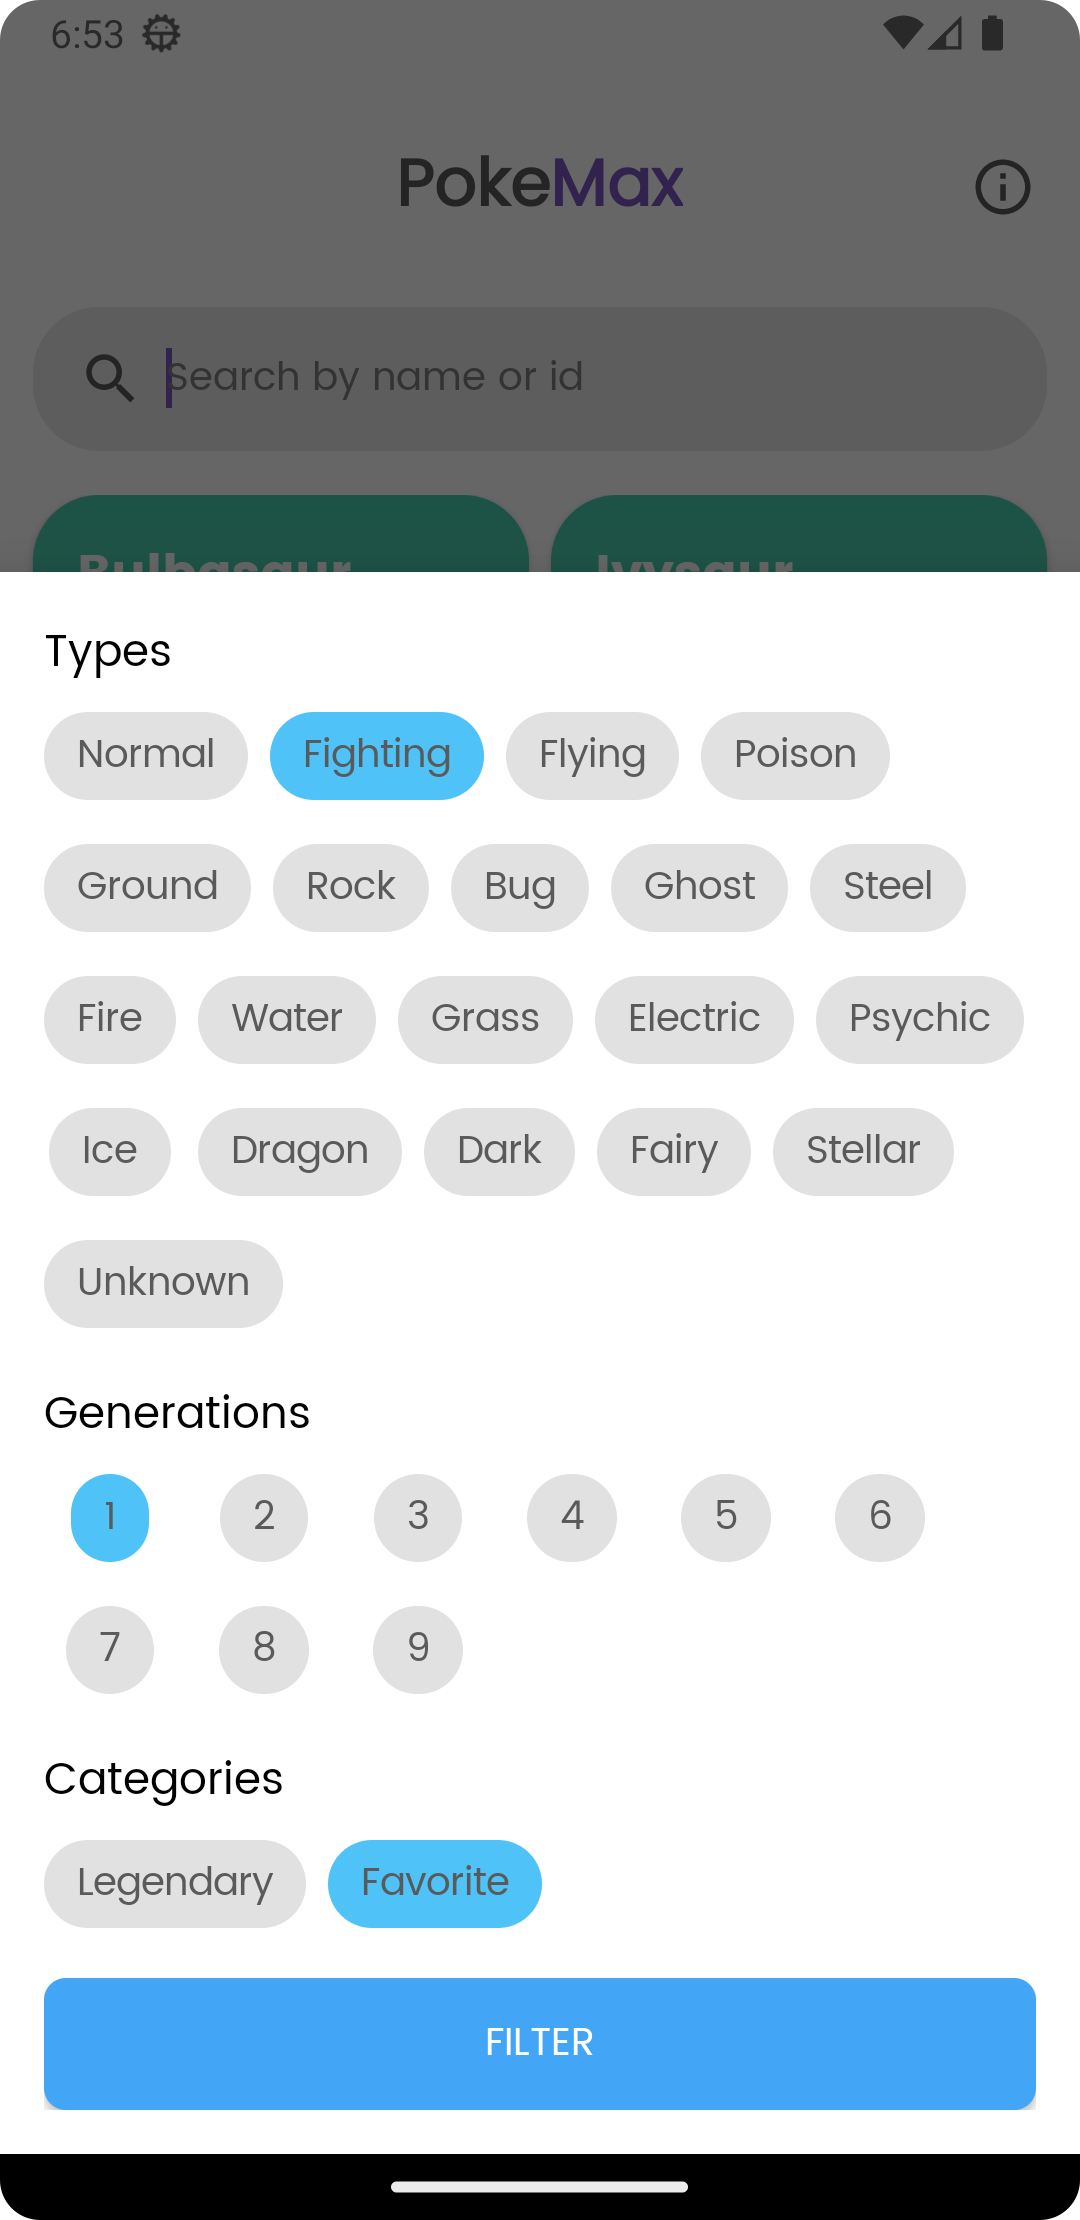 6:53
PokeMax
Search by name or id
Bulbasaur Ivysaur
Types
Normal Fighting Flying Poison
Ground Rock Bug Ghost Steel
Fire Water Grass Electric Psychic
Ice Dragon Dark Fairy Stellar
Unknown
Generations
1 2 3 4 5 6
7 8 9
Categories
Legendary Favorite
FILTER